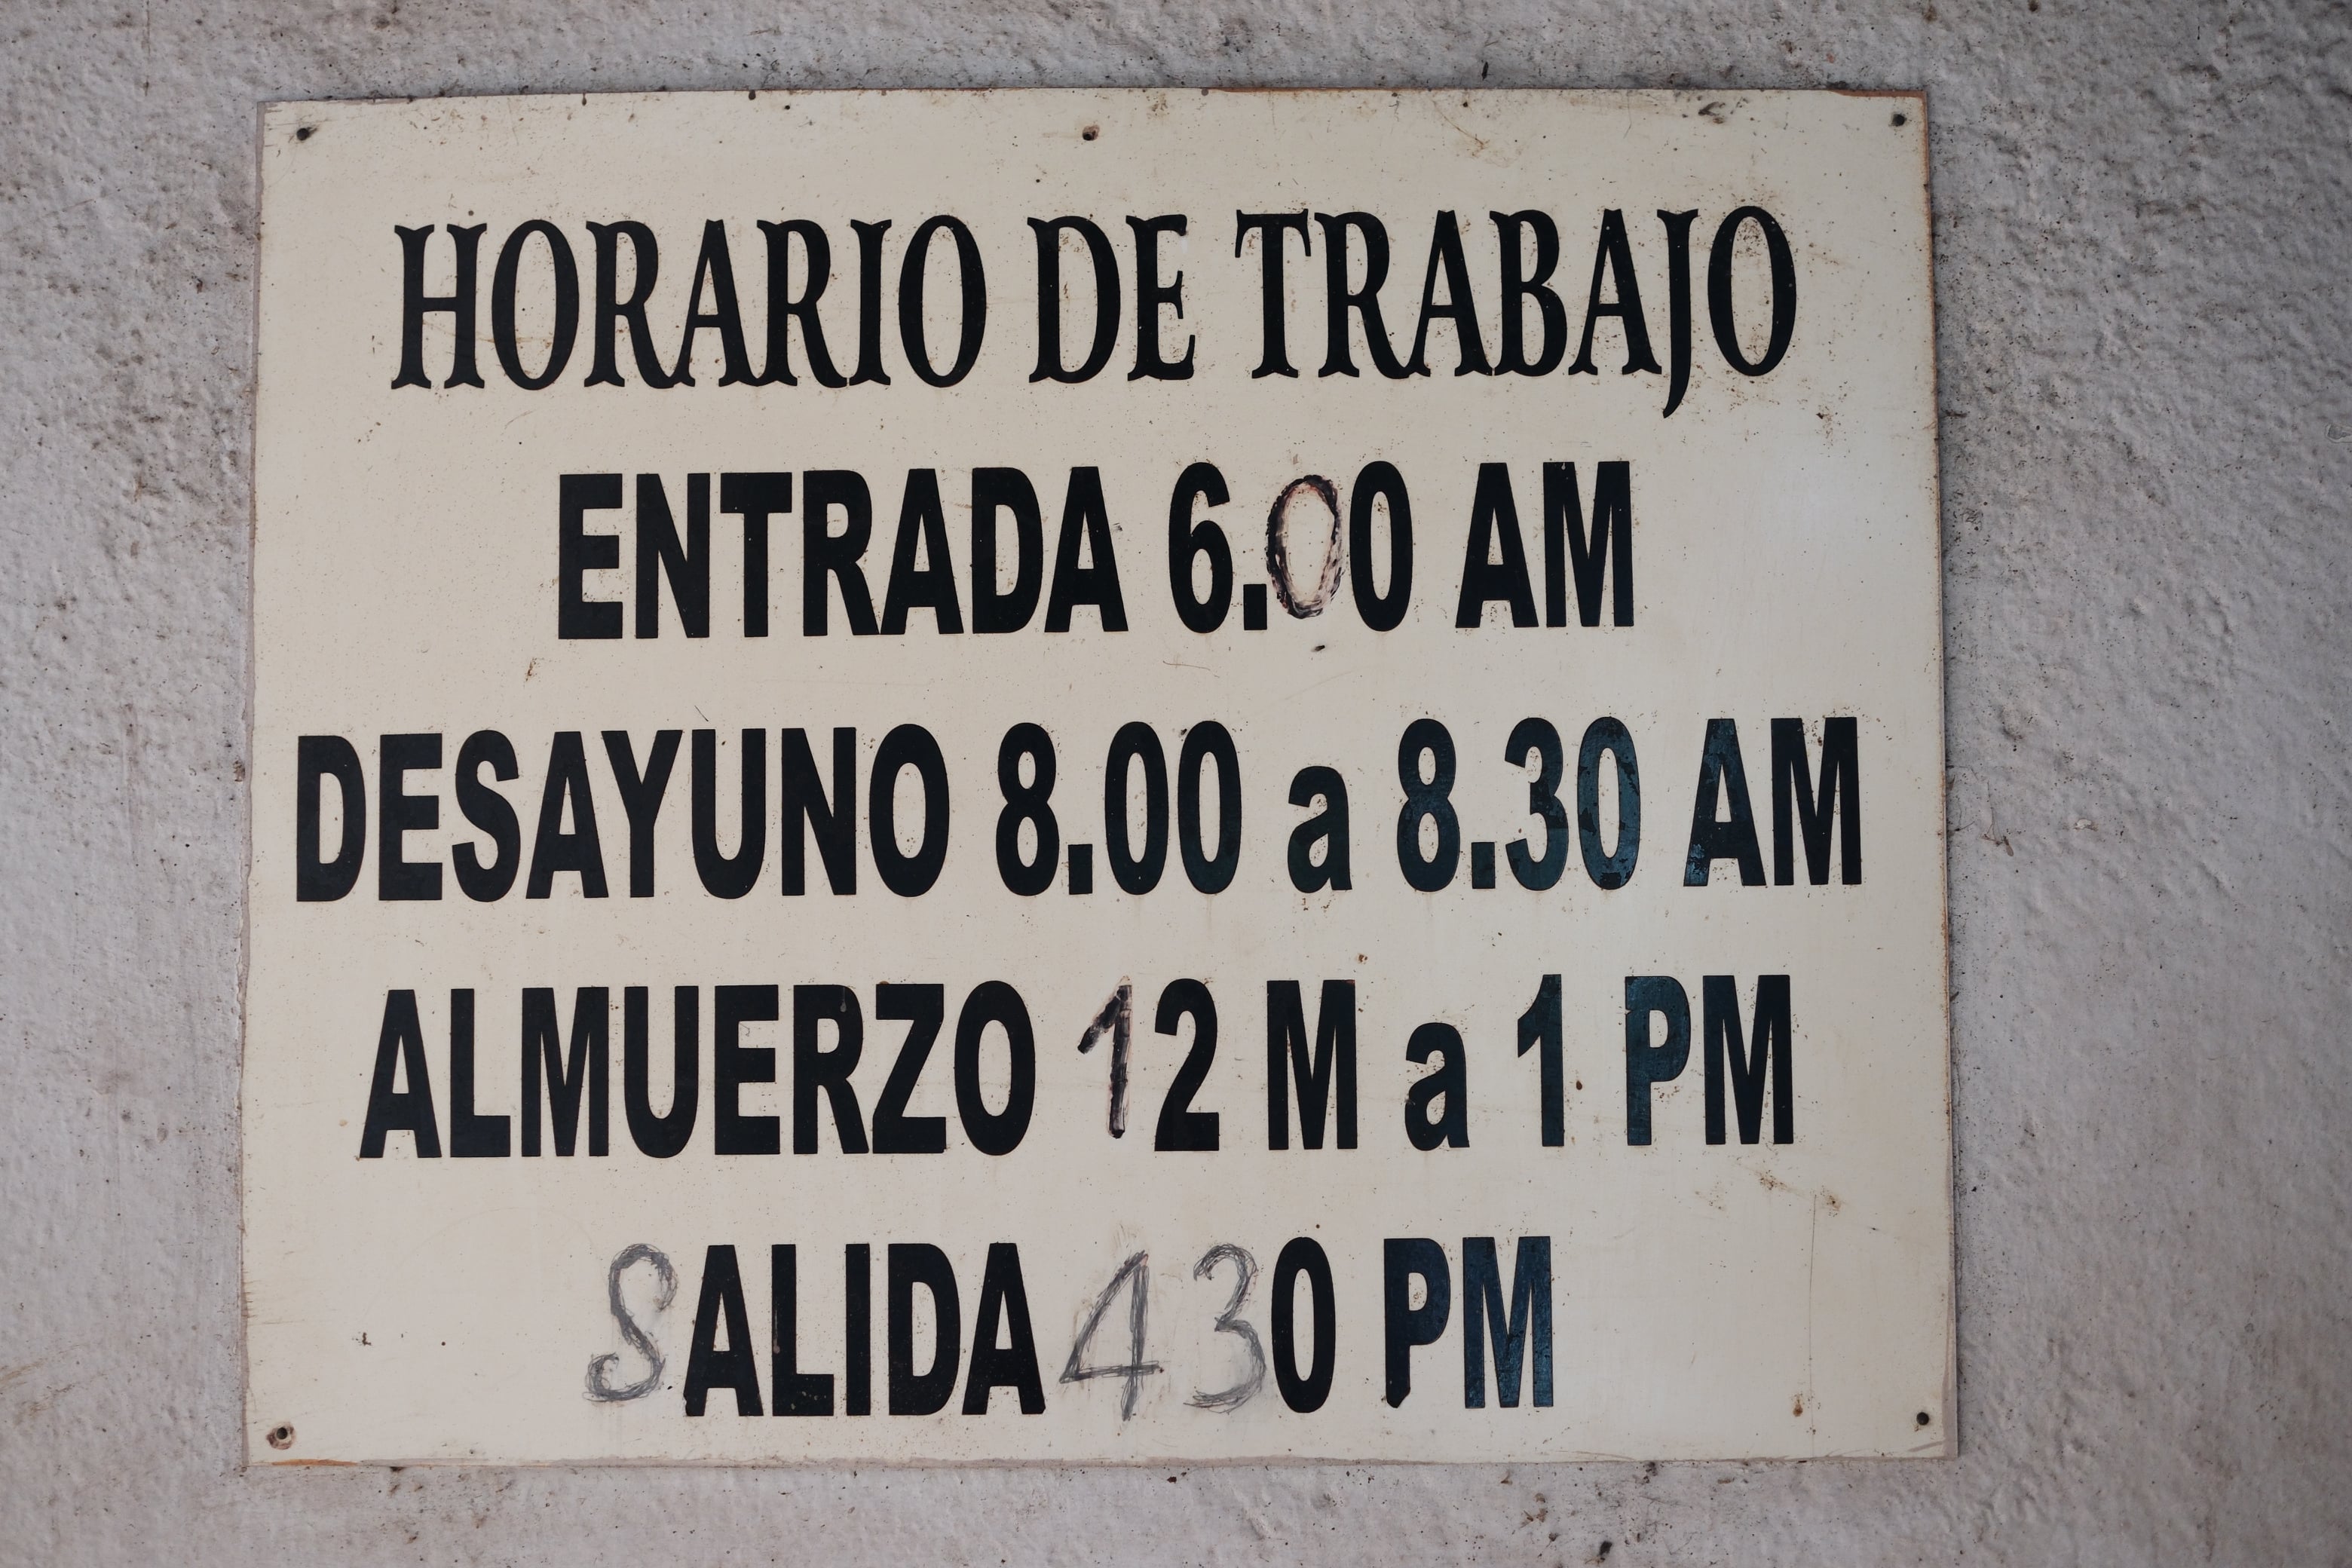 HORARIO DE TRABAJO
ENTRADA 6.00 AM
DESAYUNO 8.00 a 8.30 AM
ALMUERZO 12 M a 1 PM
SALIDA 430 PM